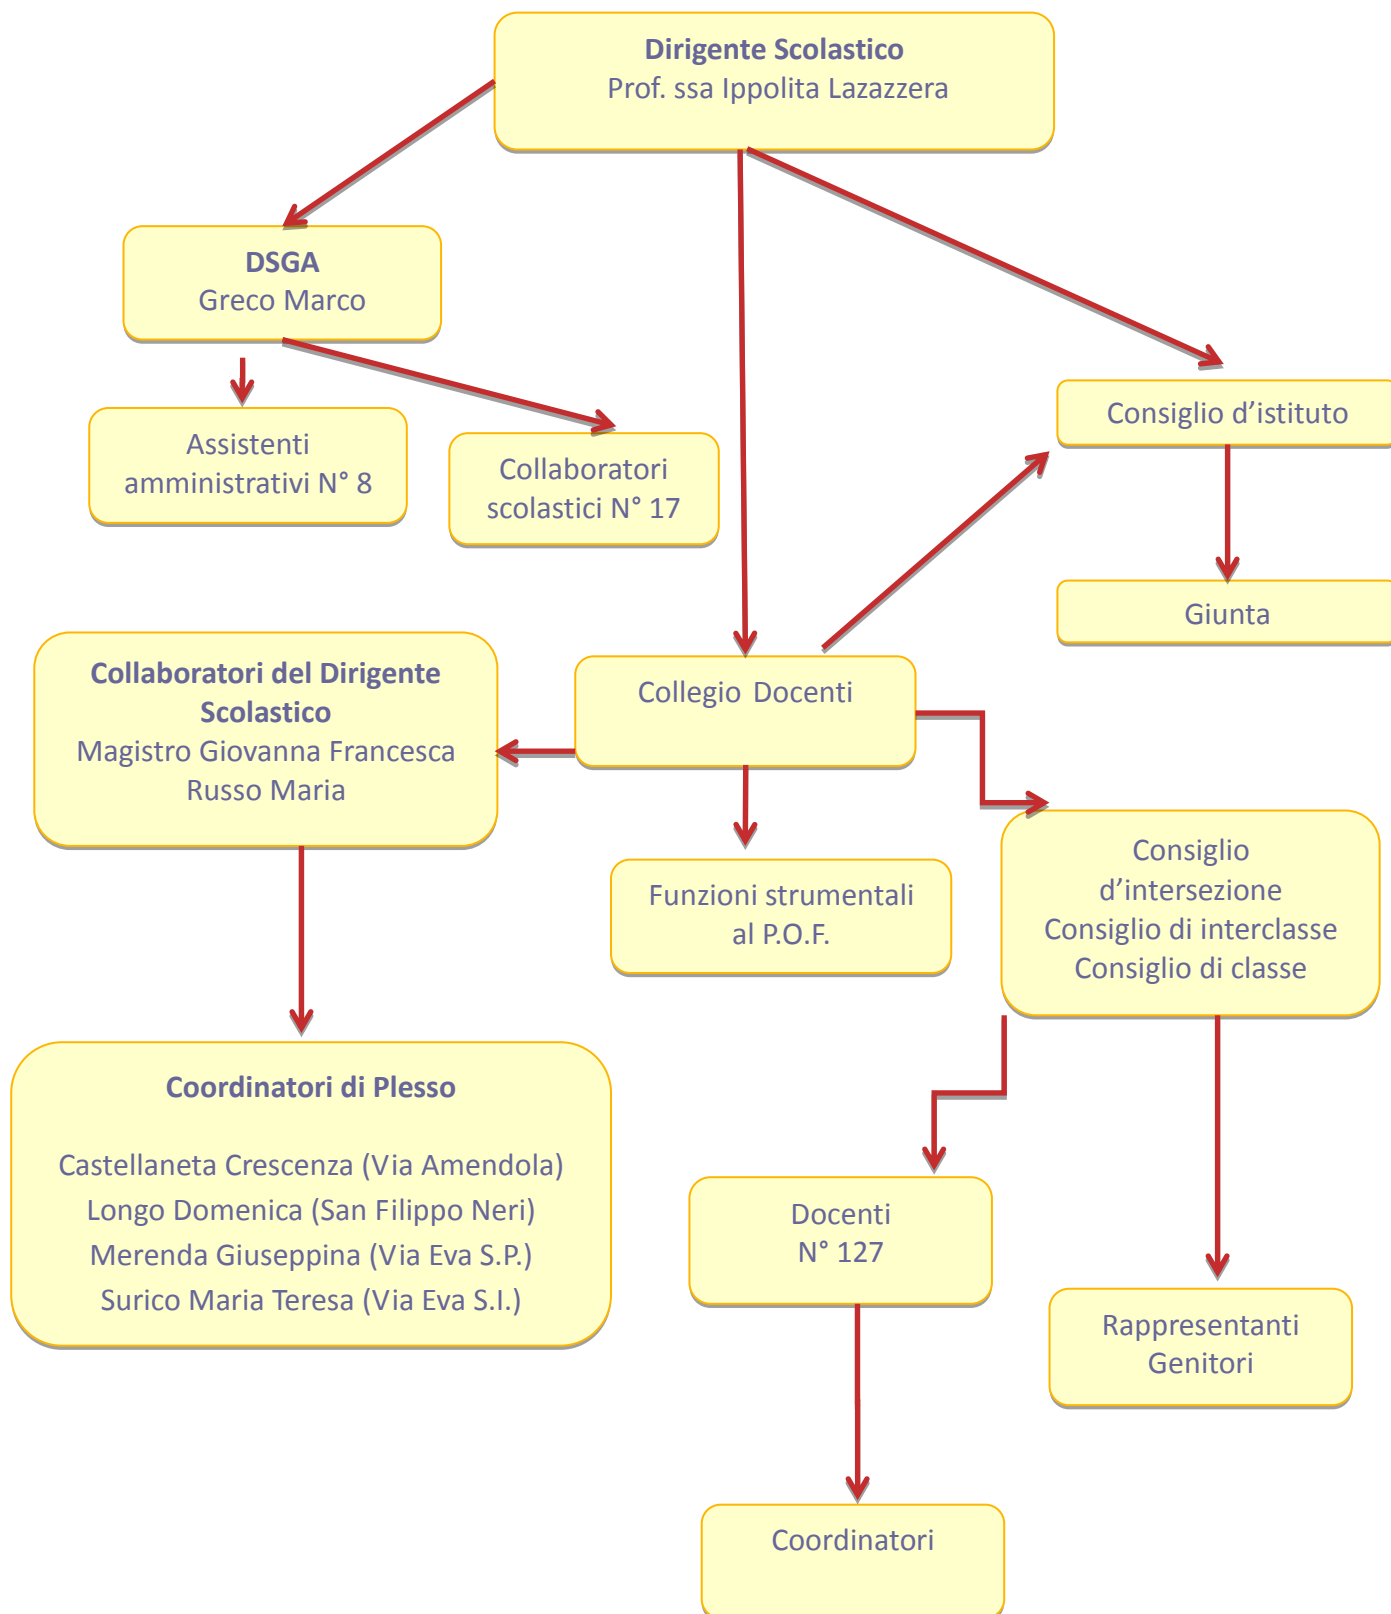 Dirigente Scolastico
Prof. ssa Ippolita Lazazzera
DSGA
Greco Marco
Assistenti
amministrativi N° 8
Collaboratori
scolastici N° 17
Consiglio d’istituto
Giunta
Collaboratori del Dirigente
Scolastico
Magistro Giovanna Francesca
Russo Maria
Collegio Docenti
Funzioni strumentali
al P.O.F.
Consiglio
d’intersezione
Consiglio di interclasse
Consiglio di classe
Coordinatori di Plesso
Castellaneta Crescenza (Via Amendola)
Longo Domenica (San Filippo Neri)
Merenda Giuseppina (Via Eva S.P.)
Surico Maria Teresa (Via Eva S.I.)
Docenti
N° 127
Rappresentanti
Genitori
Coordinatori